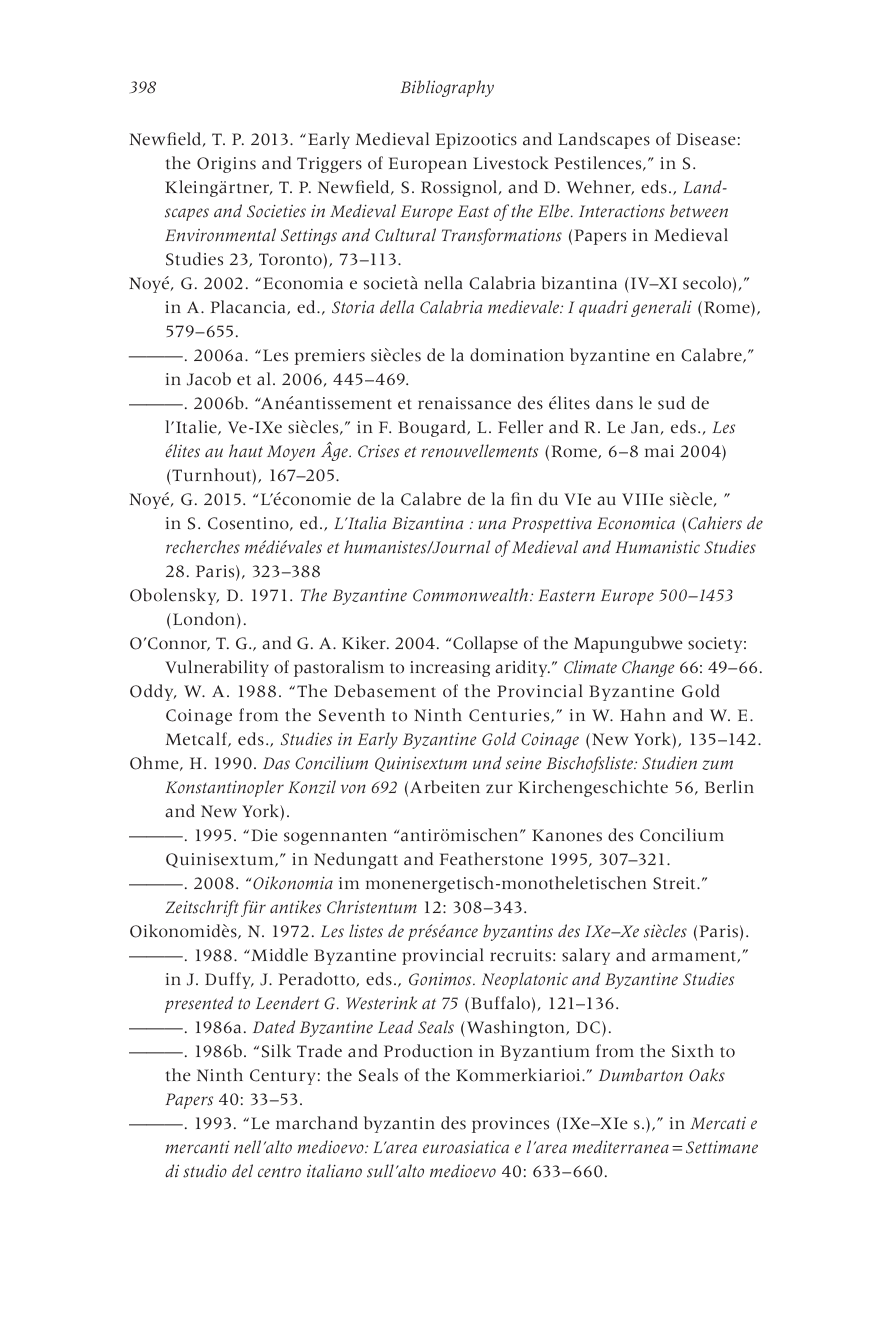 398 Bibliography
Newfield, T. P. 2013. “Early Medieval Epizootics and Landscapes of Disease:
the Origins and Triggers of European Livestock Pestilences,” in S.
Kleingärtner, T. P. Newfield, S. Rossignol, and D. Wehner, eds., Land-
scapes and Societies in Medieval Europe East of the Elbe. Interactions between
Environmental Settings and Cultural Transformations (Papers in Medieval
Studies 23, Toronto), 73–113.
Noyé, G. 2002. “Economia e società nella Calabria bizantina (IV–XI secolo),”
in A. Placancia, ed., Storia della Calabria medievale: I quadri generali (Rome),
579–655.
———. 2006a. “Les premiers siècles de la domination byzantine en Calabre,”
in Jacob et al. 2006, 445–469.
———. 2006b. “Anéantissement et renaissance des élites dans le sud de
l’Italie, Ve-IXe siècles,” in F. Bougard, L. Feller and R. Le Jan, eds., Les
élites au haut Moyen Âge. Crises et renouvellements (Rome, 6–8 mai 2004)
(Turnhout), 167–205.
Noyé, G. 2015. “L’économie de la Calabre de la fin du VIe au VIIIe siècle, ”
in S. Cosentino, ed., L’Italia Bizantina : una Prospettiva Economica (Cahiers de
recherches médiévales et humanistes/Journal of Medieval and Humanistic Studies
28. Paris), 323–388
Obolensky, D. 1971. The Byzantine Commonwealth: Eastern Europe 500–1453
(London).
O’Connor, T. G., and G. A. Kiker. 2004. “Collapse of the Mapungubwe society:
Vulnerability of pastoralism to increasing aridity.” Climate Change 66: 49–66.
Oddy, W. A. 1988. “The Debasement of the Provincial Byzantine Gold
Coinage from the Seventh to Ninth Centuries,” in W. Hahn and W. E.
Metcalf, eds., Studies in Early Byzantine Gold Coinage (New York), 135–142.
Ohme, H. 1990. Das Concilium Quinisextum und seine Bischofsliste: Studien zum
Konstantinopler Konzil von 692 (Arbeiten zur Kirchengeschichte 56, Berlin
and New York).
———. 1995. “Die sogennanten “antirömischen” Kanones des Concilium
Quinisextum,” in Nedungatt and Featherstone 1995, 307–321.
———. 2008. “Oikonomia im monenergetisch-monotheletischen Streit.”
Zeitschrift für antikes Christentum 12: 308–343.
Oikonomidès, N. 1972. Les listes de préséance byzantins des IXe–Xe siècles (Paris).
———. 1988. “Middle Byzantine provincial recruits: salary and armament,”
in J. Duffy, J. Peradotto, eds., Gonimos. Neoplatonic and Byzantine Studies
presented to Leendert G. Westerink at 75 (Buffalo), 121–136.
———. 1986a. Dated Byzantine Lead Seals (Washington, DC).
———. 1986b. “Silk Trade and Production in Byzantium from the Sixth to
the Ninth Century: the Seals of the Kommerkiarioi.” Dumbarton Oaks
Papers 40: 33–53.
———. 1993. “Le marchand byzantin des provinces (IXe–XIe s.),” in Mercati e
mercanti nell’alto medioevo: L’area euroasiatica e l’area mediterranea = Settimane
di studio del centro italiano sull’alto medioevo 40: 633–660.